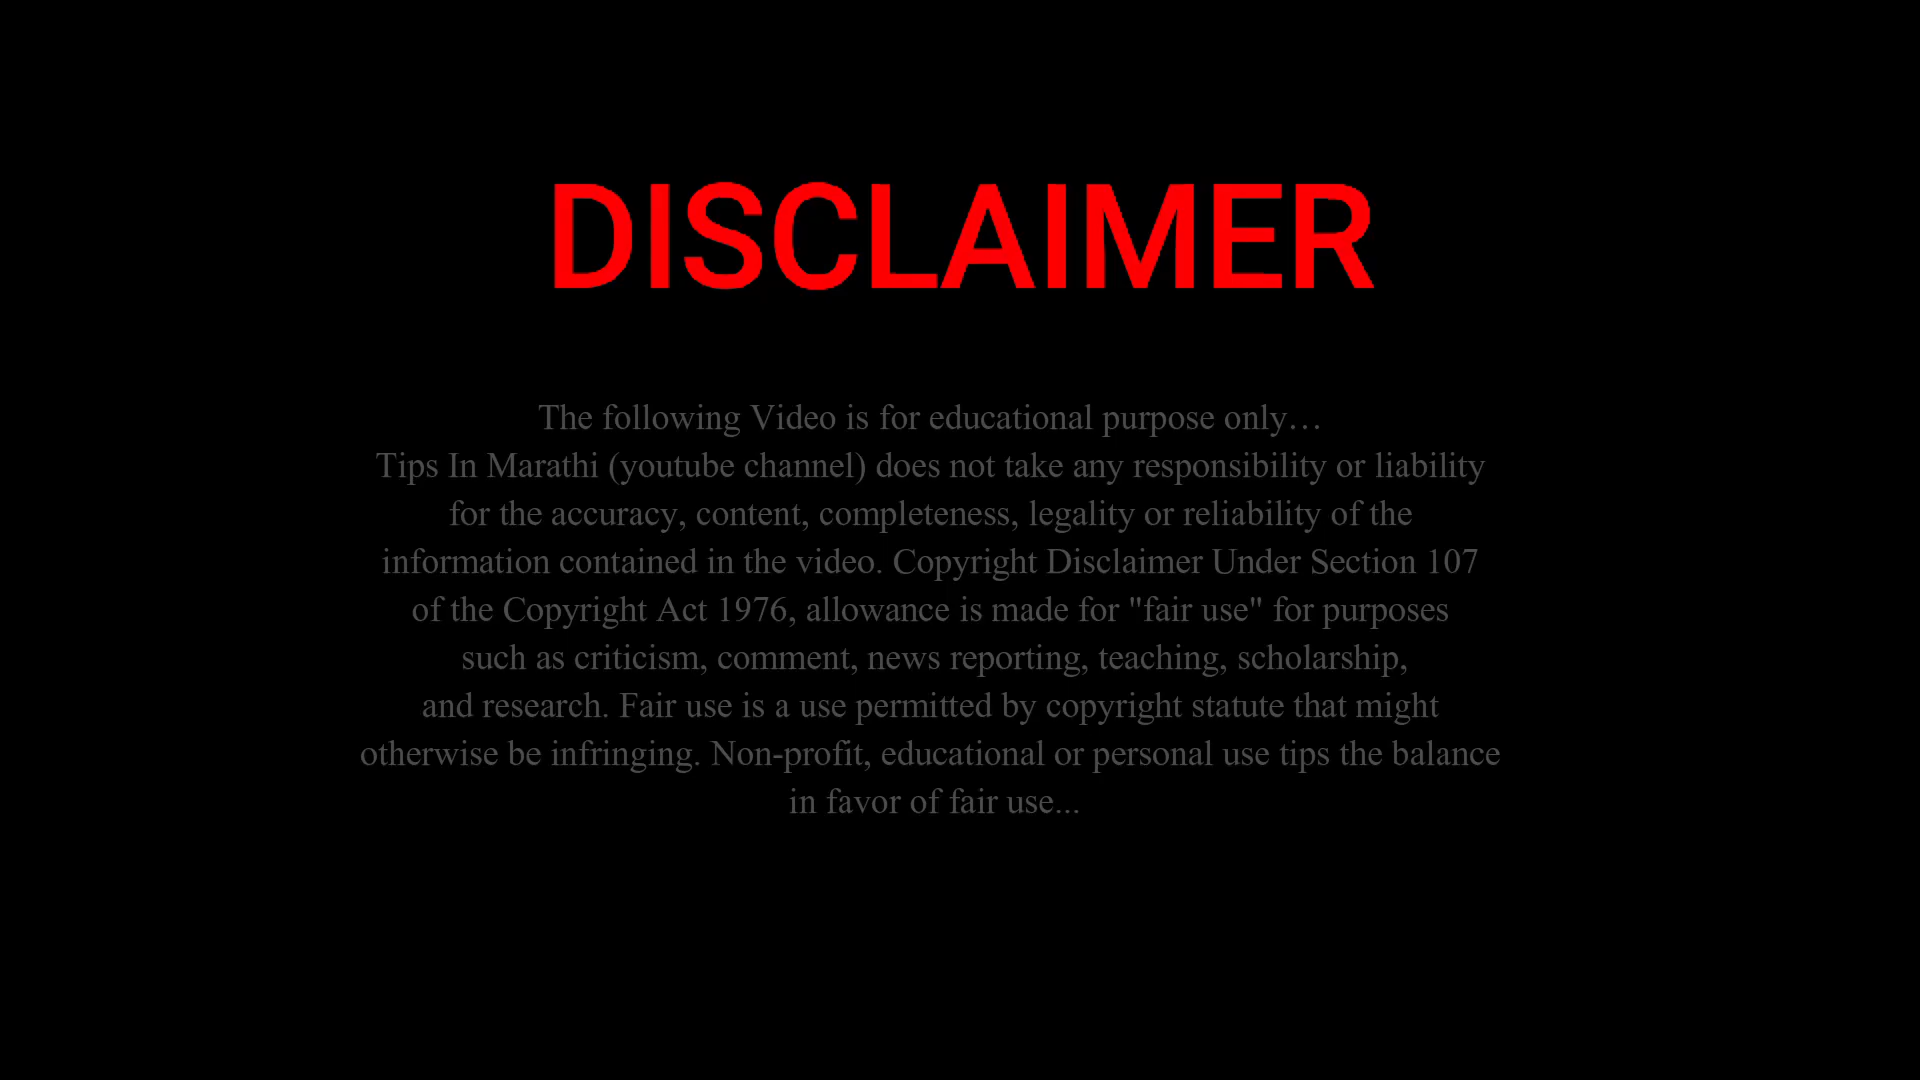 DISCLAIMER
The following Video is for educational purpose only…
Tips In Marathi (youtube channel) does not take any responsibility or liability
for the accuracy, content, completeness, legality or reliability of the
information contained in the video. Copyright Disclaimer Under Section 107
of the Copyright Act 1976, allowance is made for "fair use" for purposes
such as criticism, comment, news reporting, teaching, scholarship,
and research. Fair use is a use permitted by copyright statute that might
otherwise be infringing. Non-profit, educational or personal use tips the balance
in favor of fair use...